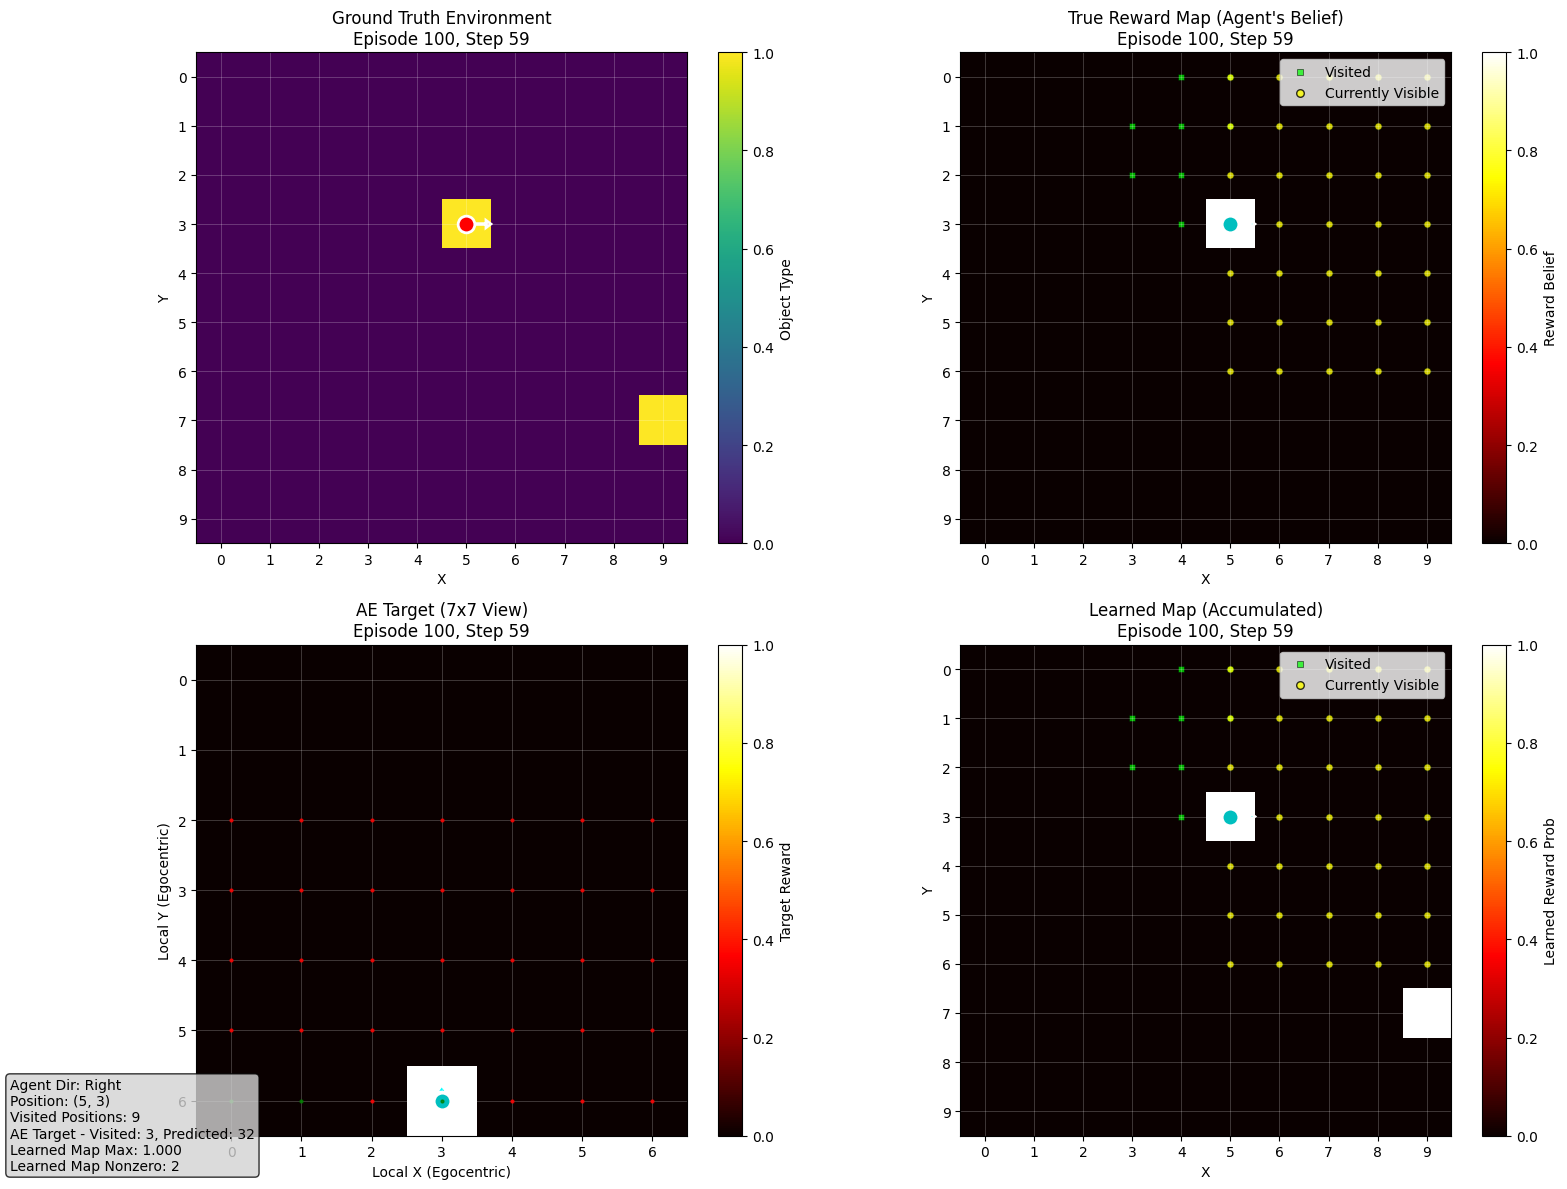 Ground Truth Environment
Episode 100, Step 59
0
1
2
3
4
5
6
7
8
9
Y
0 1 2 3 4 5 6 7 8 9
X
1.0
0.8
0.6
0.4
0.2
0.0
Object Type
True Reward Map (Agent's Belief)
Episode 100, Step 59
Visited
Currently Visible
0
1
2
3
4
5
6
7
8
9
Y
0 1 2 3 4 5 6 7 8 9
X
1.0
0.8
0.6
0.4
0.2
0.0
Reward Belief
AE Target (7x7 View)
Episode 100, Step 59
0
1
2
3
4
5
6
Local Y (Egocentric)
0 1 2 3 4 5 6
Local X (Egocentric)
1.0
0.8
0.6
0.4
0.2
0.0
Target Reward
Agent Dir: Right
Position: (5, 3)
Visited Positions: 9
AE Target - Visited: 3, Predicted: 32
Learned Map Max: 1.000
Learned Map Nonzero: 2
Learned Map (Accumulated)
Episode 100, Step 59
Visited
Currently Visible
0
1
2
3
4
5
6
7
8
9
Y
0 1 2 3 4 5 6 7 8 9
X
1.0
0.8
0.6
0.4
0.2
0.0
Learned Reward Prob